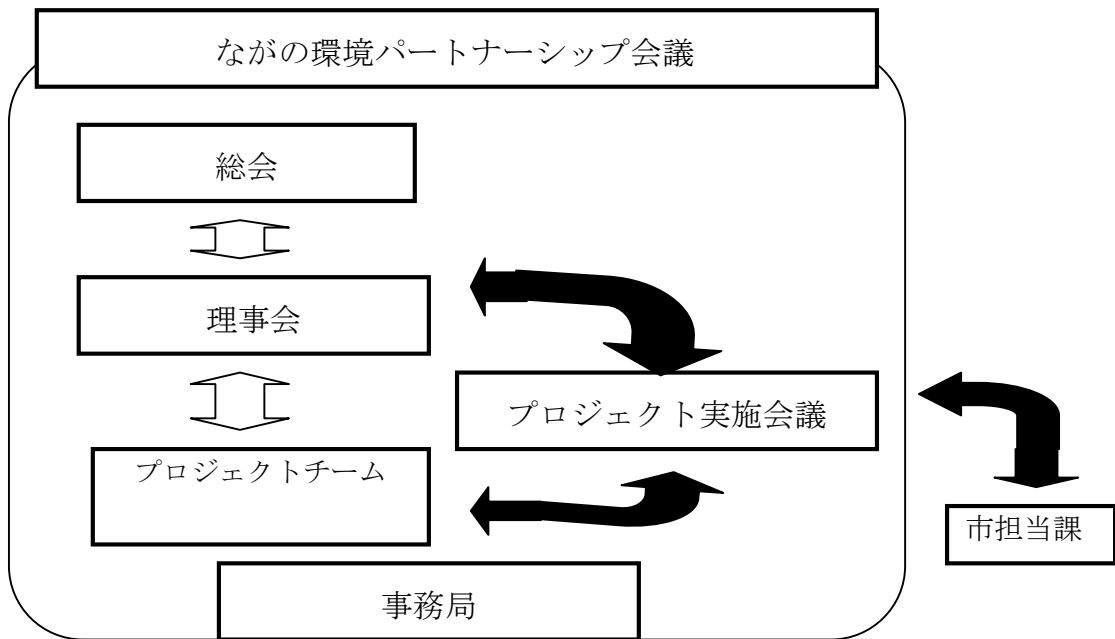 ながの環境パートナーシップ会議
総会
理事会
プロジェクト実施会議
プロジェクトチーム
市担当課
事務局